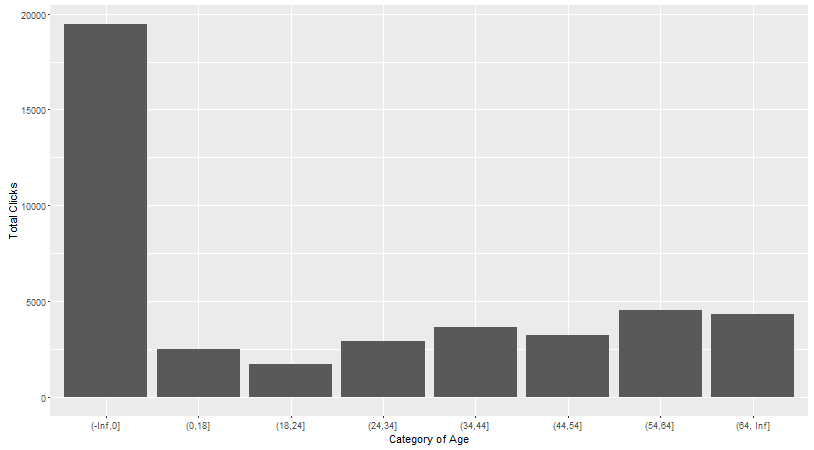 20000
15000
10000
5000
0
Total Clicks
(-Inf,0]
(0,18]
(18,24]
(24,34]
(34,44]
(44,54]
(54,64]
(64, Inf]
Category of Age